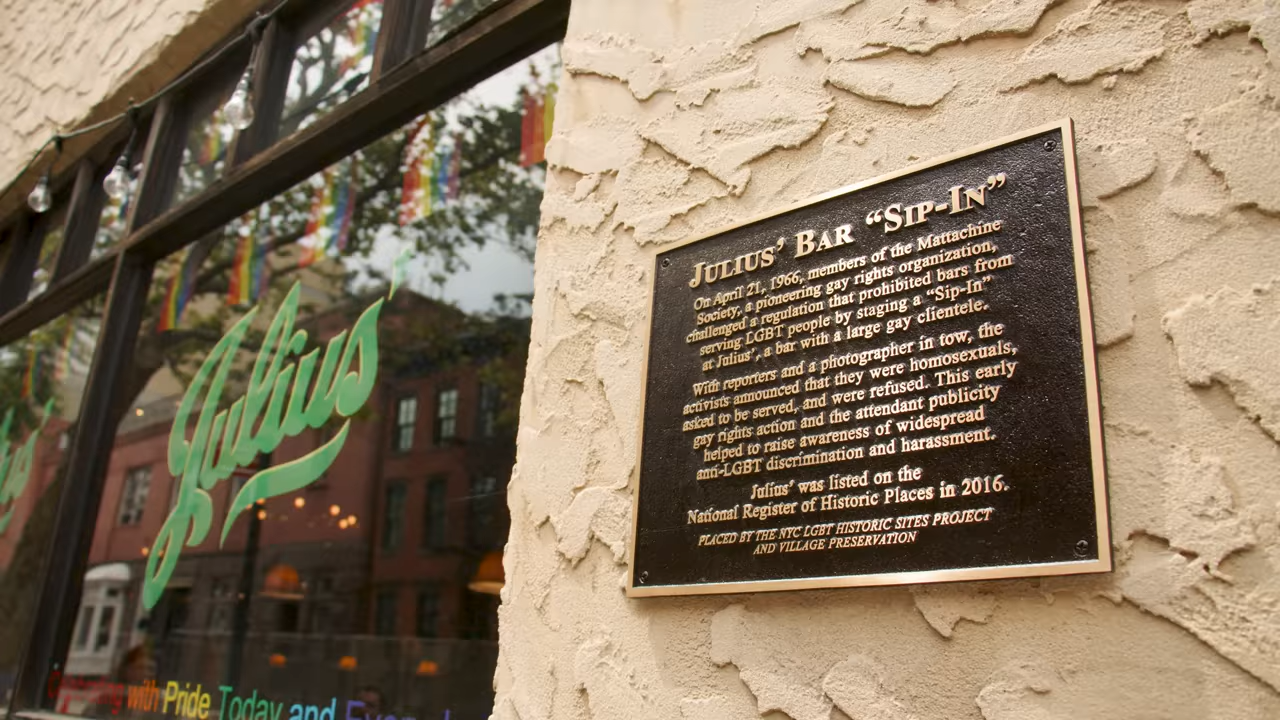 Julius'
with Pride Today and
JULIUS' BAR “SIP-IN”
On April 21, 1966, members of the Mattachine
Society, a pioneering gay rights organization,
challenged a regulation that prohibited bars from
serving LGBT people by staging a “Sip-In”
at Julius', a bar with a large gay clientele.
With reporters and a photographer in tow, the
activists announced that they were homosexuals,
asked to be served, and were refused. This early
gay rights action and the attendant publicity
helped to raise awareness of widespread
anti-LGBT discrimination and harassment.
Julius' was listed on the
National Register of Historic Places in 2016.
PLACED BY THE NYC LGBT HISTORIC SITES PROJECT
AND VILLAGE PRESERVATION